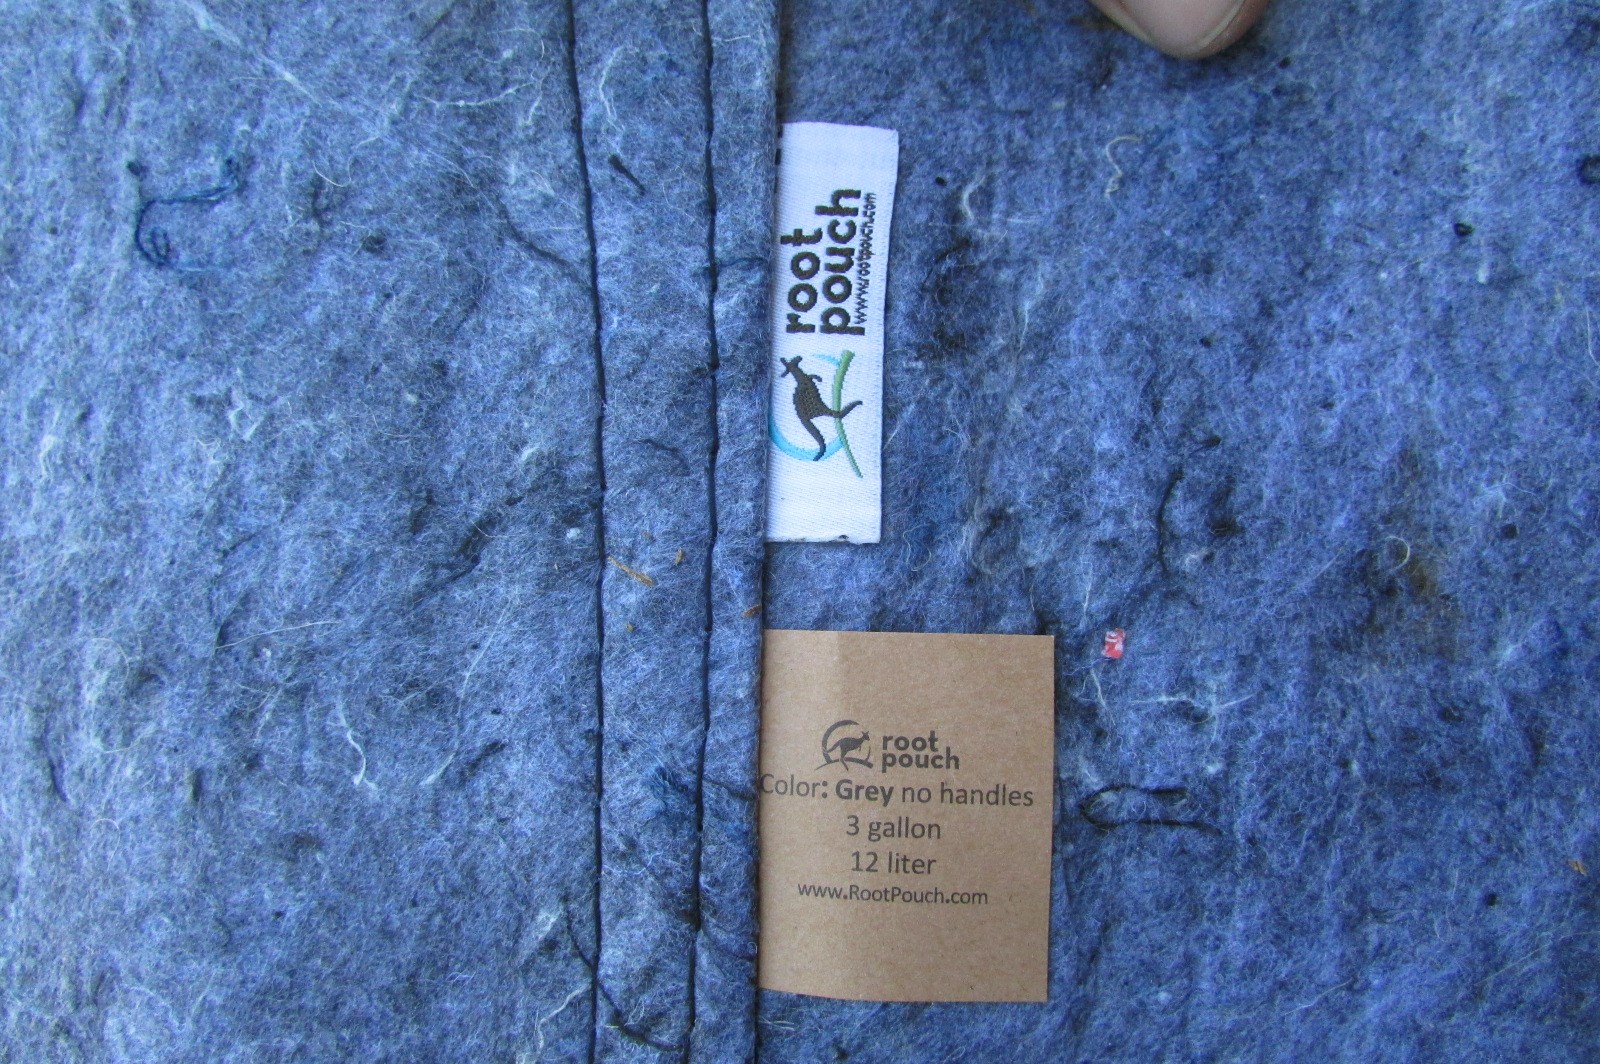 root
pouch
www.rootpouch.com
root
pouch
Color: Grey no handles
3 gallon
12 liter
www.RootPouch.com